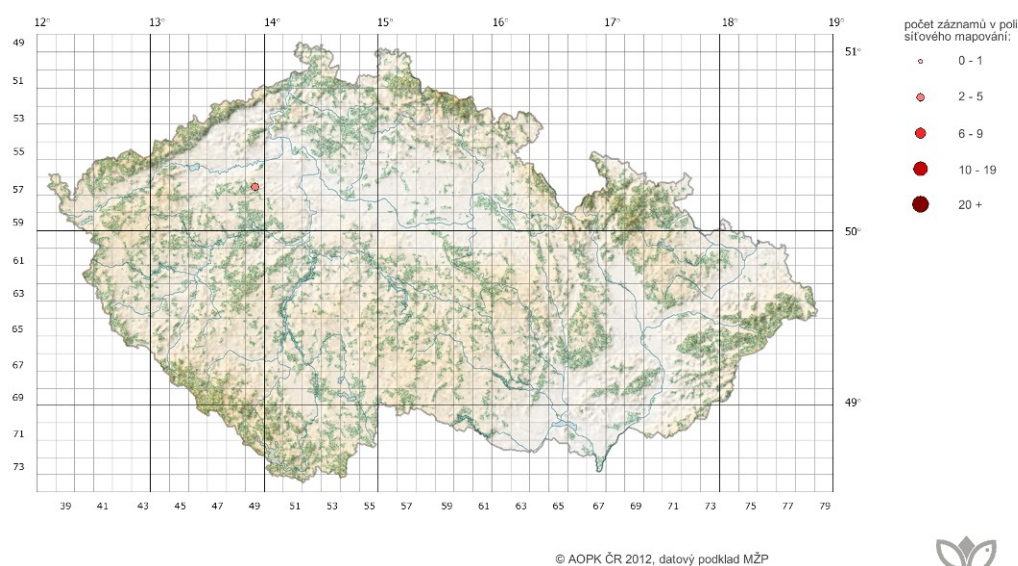 12° 13° 14° 15° 16° 17° 18° 19°
počet záznamů v poli
síťového mapování:
0 - 1
2 - 5
6 - 9
10 - 19
20 +
49
51
53
55
57
59
61
63
65
67
69
71
73
51°
50°
49°
39 41 43 45 47 49 51 53 55 57 59 61 63 65 67 69 71 73 75 77 79
© AOPK ČR 2012, datový podklad MŽP